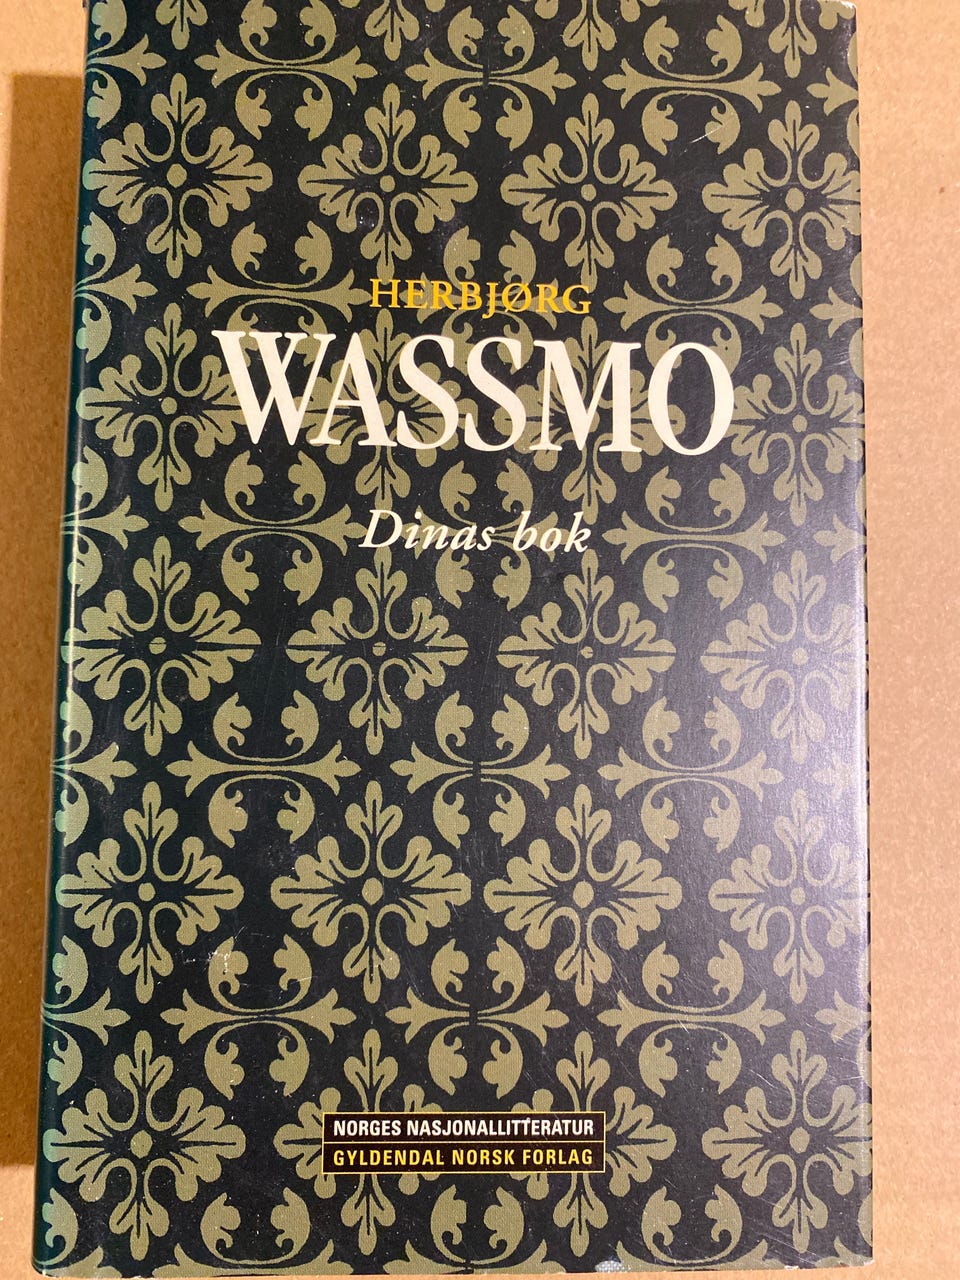 HERBJØRG
WASSMO
Dinas bok
NORGES NASJONALLITTERATUR
GYLDENDAL NORSK FORLAG